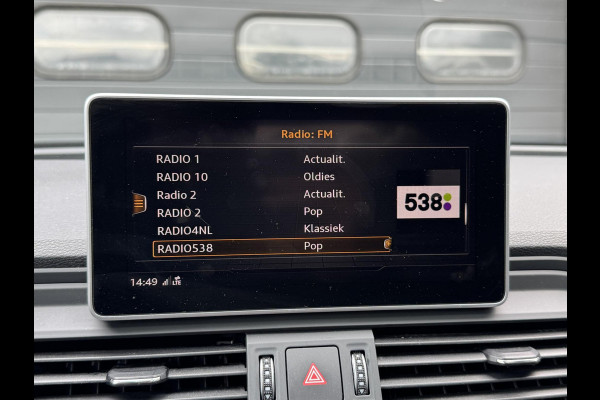 Radio: FM
RADIO 1 Actualit.
RADIO 10 Oldies
Radio 2 Actualit.
RADIO 2 Pop
RADIO4NL Klassiek
RADIO538 Pop
538
14:49 LTE